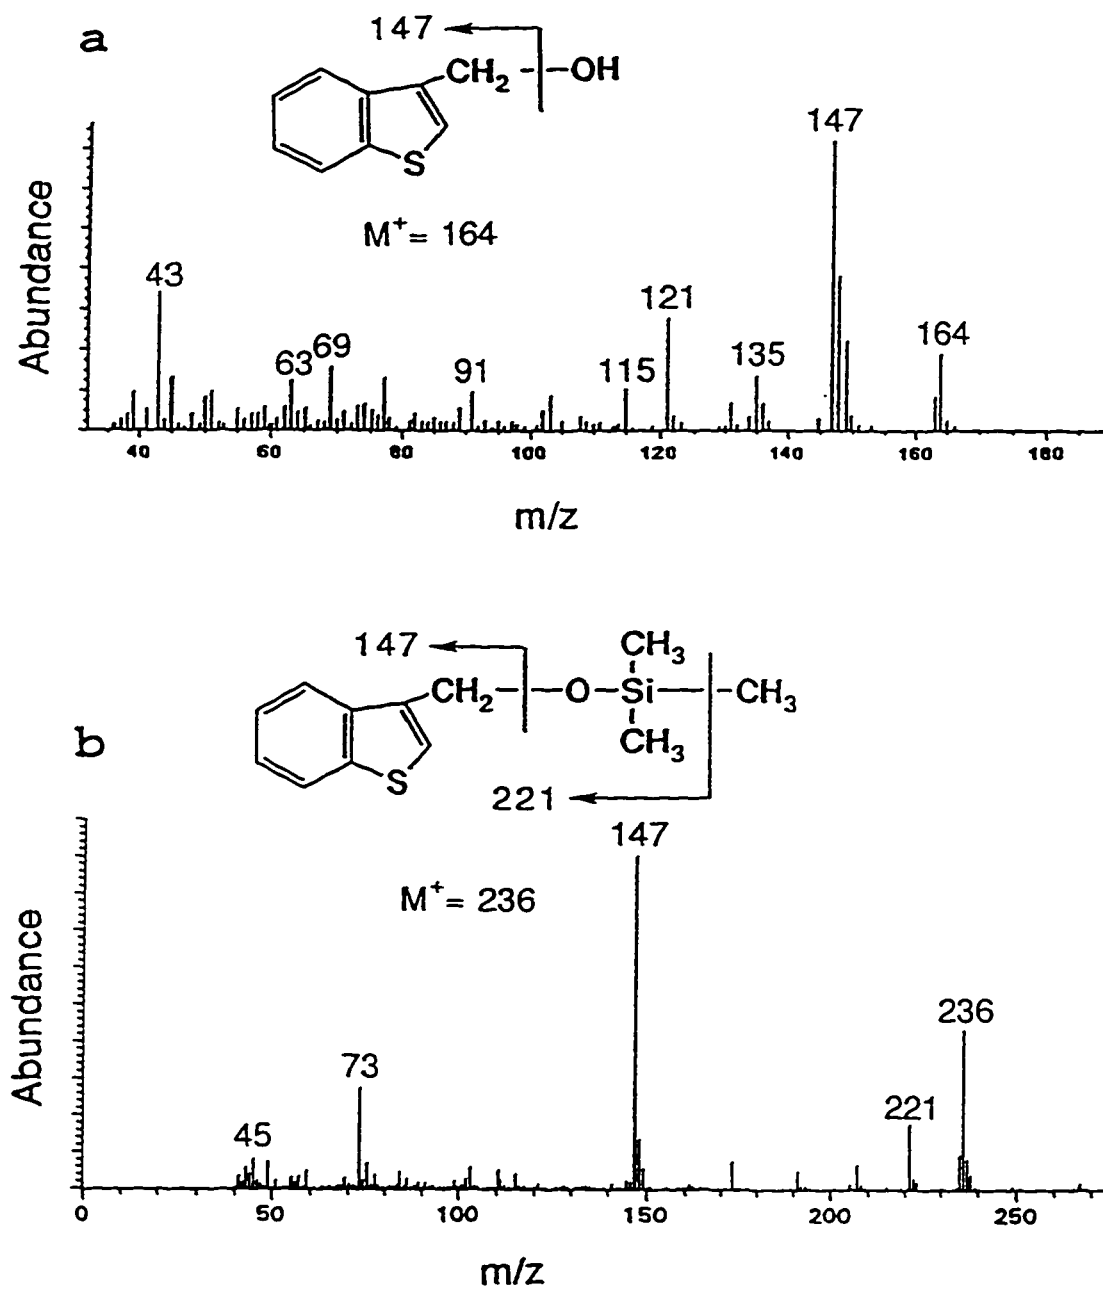 a
147
CH2
OH
S
M+= 164
Abundance
147
43
121
164
135
69
63
91
115
40 60 80 100 120 140 160 180
m/z
b
147
CH3
CH2
O
Si
CH3
CH3
S
221
147
M+= 236
Abundance
236
73
221
45
0 50 100 150 200 250
m/z